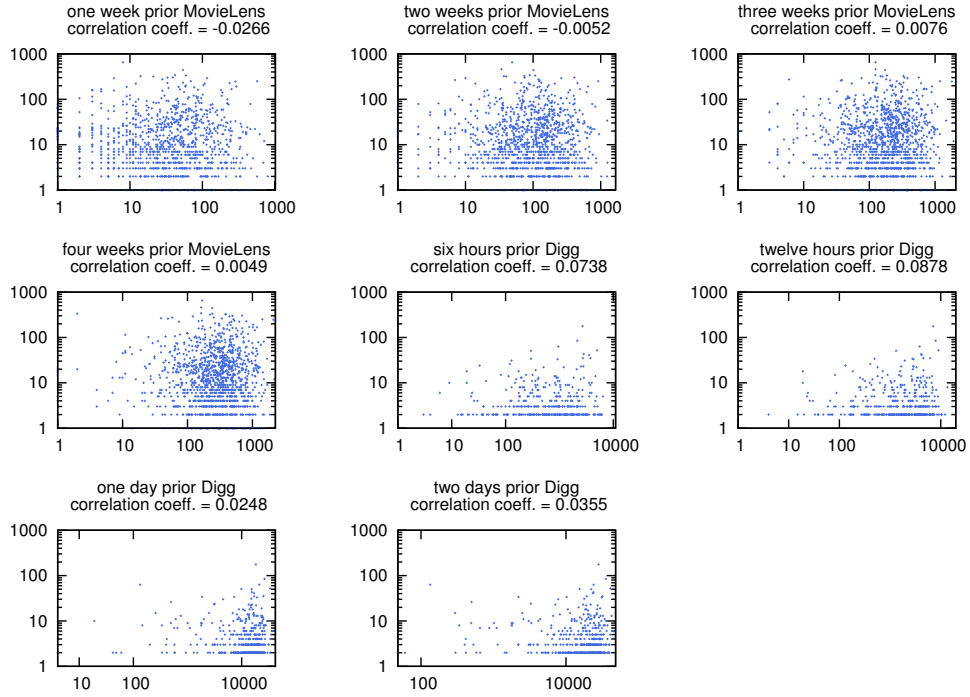 one week prior MovieLens
correlation coeff. = -0.0266
1000
100
10
1
1 10 100 1000
two weeks prior MovieLens
correlation coeff. = -0.0052
1000
100
10
1
1 10 100 1000
three weeks prior MovieLens
correlation coeff. = 0.0076
1000
100
10
1
1 10 100 1000
four weeks prior MovieLens
correlation coeff. = 0.0049
1000
100
10
1
1 10 100 1000
six hours prior Digg
correlation coeff. = 0.0738
1000
100
10
1
1 10 100 10000
twelve hours prior Digg
correlation coeff. = 0.0878
1000
100
10
1
1 10 100 10000
one day prior Digg
correlation coeff. = 0.0248
1000
100
10
1
10 100 10000
two days prior Digg
correlation coeff. = 0.0355
1000
100
10
1
100 10000